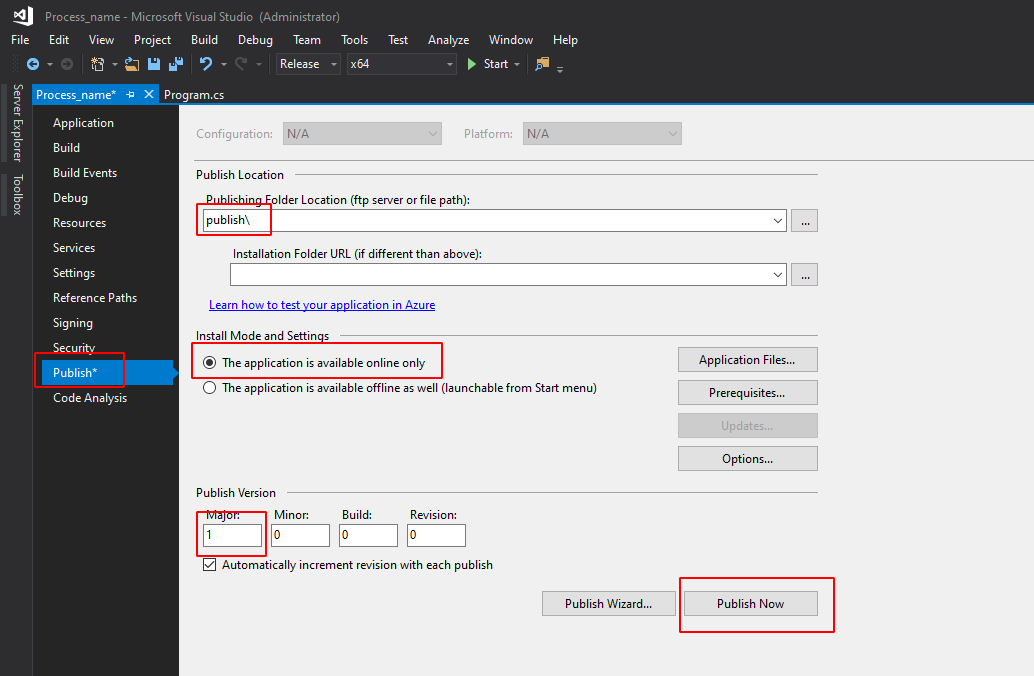 Process_name - Microsoft Visual Studio (Administrator)
File Edit View Project Build Debug Team Tools Test Analyze Window Help
Release x64 Start
Server Explorer
Toolbox
Process_name* Program.cs
Application
Build
Build Events
Debug
Resources
Services
Settings
Reference Paths
Signing
Security
Publish*
Code Analysis
Configuration: N/A Platform: N/A
Publish Location
Publishing Folder Location (ftp server or file path):
publish\ ...
Installation Folder URL (if different than above):
...
Learn how to test your application in Azure
Install Mode and Settings
The application is available online only
The application is available offline as well (launchable from Start menu)
Application Files...
Prerequisites...
Updates...
Options...
Publish Version
Major: Minor: Build: Revision:
1 0 0 0
Automatically increment revision with each publish
Publish Wizard... Publish Now